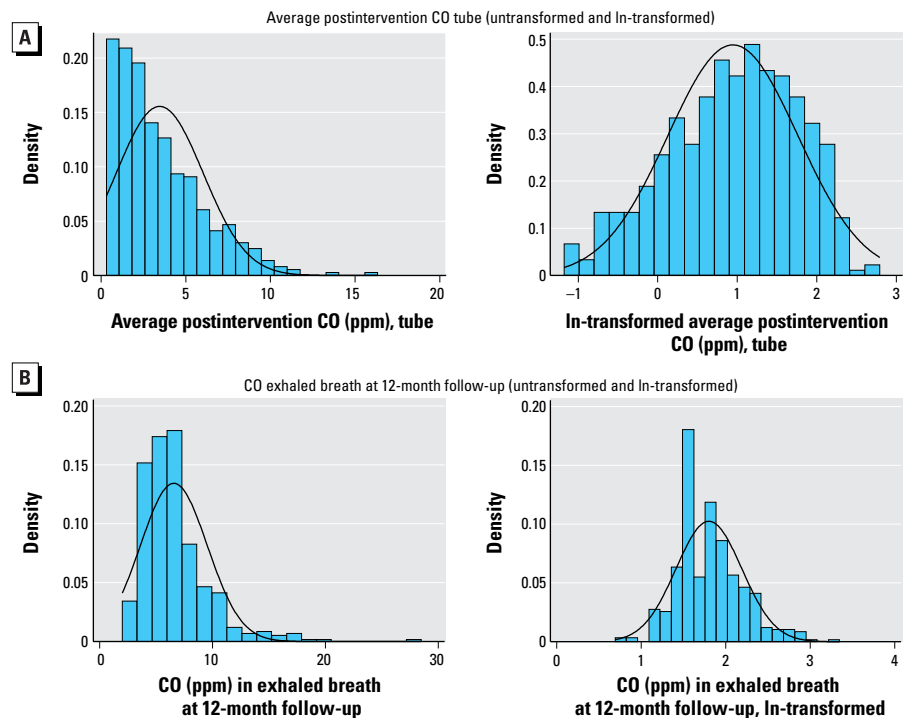 A
Average postintervention CO tube (untransformed and ln-transformed)
0.20
0.15
0.10
0.05
0
Density
0 5 10 15 20
Average postintervention CO (ppm), tube
0.5
0.4
0.3
0.2
0.1
0
Density
–1 0 1 2 3
ln-transformed average postintervention
CO (ppm), tube
B
CO exhaled breath at 12-month follow-up (untransformed and ln-transformed)
0.20
0.15
0.10
0.05
0
Density
0 10 20 30
CO (ppm) in exhaled breath
at 12-month follow-up
0.20
0.15
0.10
0.05
0
Density
0 1 2 3 4
CO (ppm) in exhaled breath
at 12-month follow-up, ln-transformed